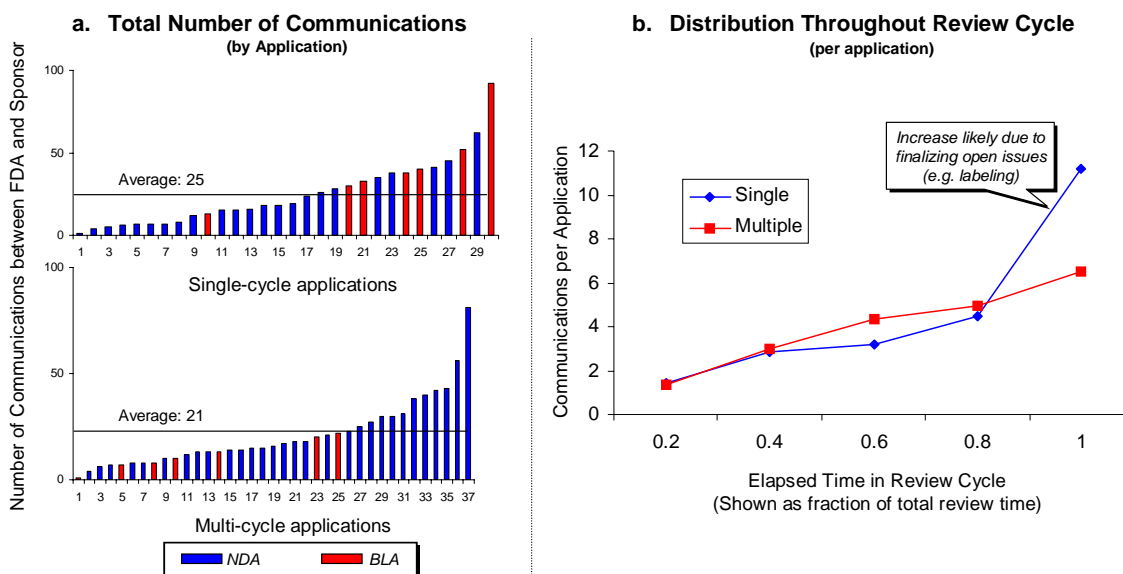 a. Total Number of Communications
(by Application)
Number of Communications between FDA and Sponsor
100
50
0
Average: 25
1 3 5 7 9 11 13 15 17 19 21 23 25 27 29
Single-cycle applications
100
50
0
Average: 21
1 3 5 7 9 11 13 15 17 19 21 23 25 27 29 31 33 35 37
Multi-cycle applications
NDA BLA
b. Distribution Throughout Review Cycle
(per application)
Communications per Application
12
10
8
6
4
2
0
Single
Multiple
Increase likely due to
finalizing open issues
(e.g. labeling)
0.2 0.4 0.6 0.8 1
Elapsed Time in Review Cycle
(Shown as fraction of total review time)